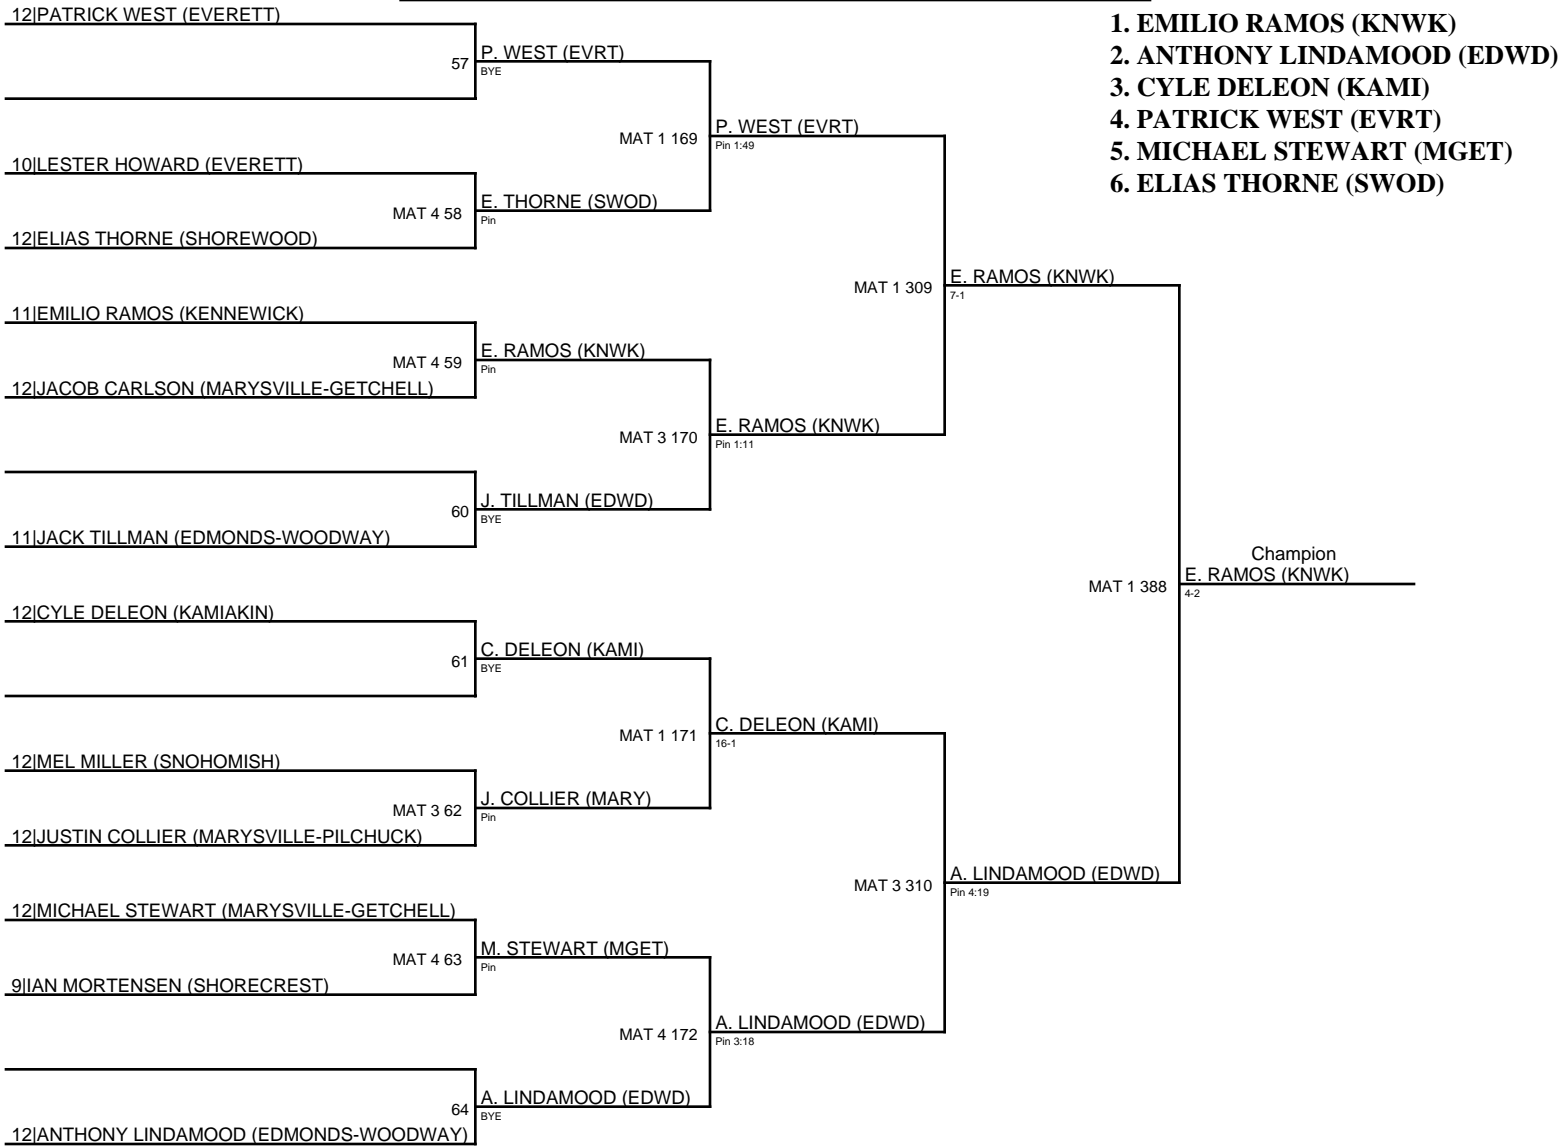 12|PATRICK WEST (EVERETT)
57
P. WEST (EVRT)
BYE
MAT 1 169
P. WEST (EVRT)
Pin 1:49
10|LESTER HOWARD (EVERETT)
MAT 4 58
E. THORNE (SWOD)
Pin
12|ELIAS THORNE (SHOREWOOD)
MAT 1 309
E. RAMOS (KNWK)
7-1
11|EMILIO RAMOS (KENNEWICK)
MAT 4 59
E. RAMOS (KNWK)
Pin
12|JACOB CARLSON (MARYSVILLE-GETCHELL)
MAT 3 170
E. RAMOS (KNWK)
Pin 1:11
60
J. TILLMAN (EDWD)
BYE
11|JACK TILLMAN (EDMONDS-WOODWAY)
Champion
MAT 1 388
E. RAMOS (KNWK)
4-2
12|CYLE DELEON (KAMIAKIN)
61
C. DELEON (KAMI)
BYE
MAT 1 171
C. DELEON (KAMI)
16-1
12|MEL MILLER (SNOHOMISH)
MAT 3 62
J. COLLIER (MARY)
Pin
12|JUSTIN COLLIER (MARYSVILLE-PILCHUCK)
MAT 3 310
A. LINDAMOOD (EDWD)
Pin 4:19
12|MICHAEL STEWART (MARYSVILLE-GETCHELL)
MAT 4 63
M. STEWART (MGET)
Pin
9|IAN MORTENSEN (SHORECREST)
MAT 4 172
A. LINDAMOOD (EDWD)
Pin 3:18
64
A. LINDAMOOD (EDWD)
BYE
12|ANTHONY LINDAMOOD (EDMONDS-WOODWAY)
1. EMILIO RAMOS (KNWK)
2. ANTHONY LINDAMOOD (EDWD)
3. CYLE DELEON (KAMI)
4. PATRICK WEST (EVRT)
5. MICHAEL STEWART (MGET)
6. ELIAS THORNE (SWOD)